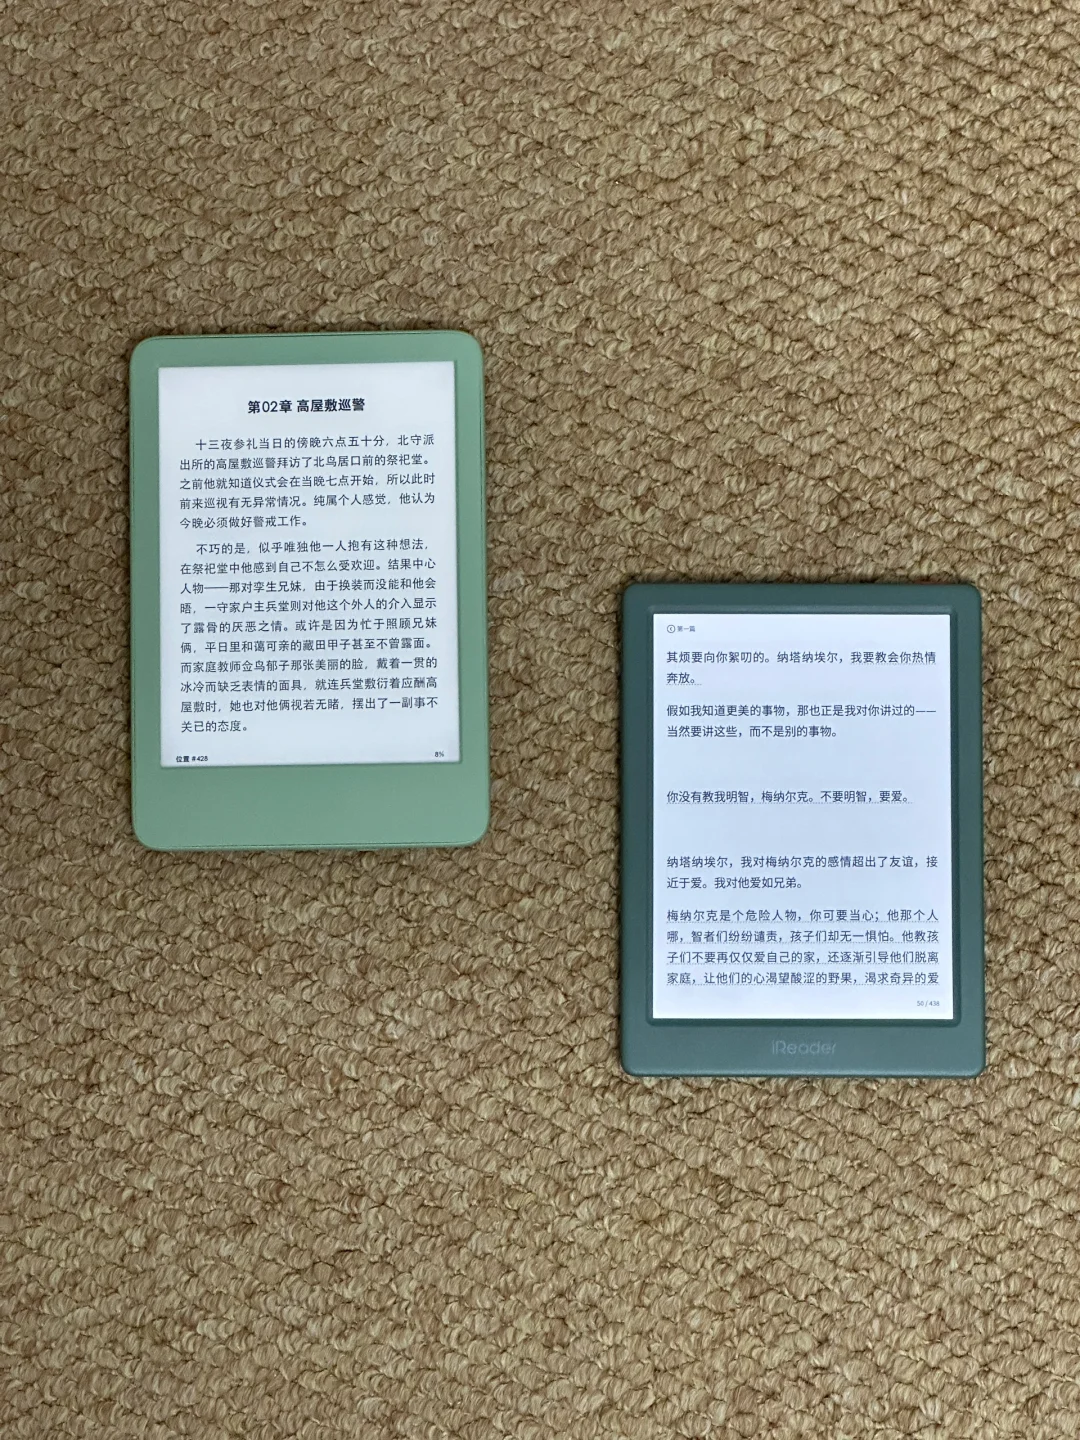 第02章 高屋敷巡警
十三夜参礼当日的傍晚六点五十分，北守派
出所的高屋敷巡警拜访了北鸟居口前的祭祀堂。
之前他就知道仪式会在当晚七点开始，所以此时
前来巡视有无异常情况。纯属个人感觉，他认为
今晚必须做好警戒工作。
不巧的是，似乎唯独他一人抱有这种想法，
在祭祀堂中他感到自己不怎么受欢迎。结果中心
人物——那对孪生兄妹，由于换装而没能和他会
晤，一守家户主兵堂则对他这个外人的介入显示
了露骨的厌恶之情。或许是因为忙于照顾兄妹
俩，平日里和蔼可亲的藏田甲子甚至不曾露面。
而家庭教师佥鸟郁子那张美丽的脸，戴着一贯的
冰冷而缺乏表情的面具，就连兵堂敷衍着应酬高
屋敷时，她也对他俩视若无睹，摆出了一副事不
关已的态度。
位置 #428
8%
第一篇
其烦要向你絮叨的。纳塔纳埃尔，我要教会你热情
奔放。
假如我知道更美的事物，那也正是我对你讲过的——
当然要讲这些，而不是别的事物。
你没有教我明智，梅纳尔克。不要明智，要爱。
纳塔纳埃尔，我对梅纳尔克的感情超出了友谊，接
近于爱。我对他爱如兄弟。
梅纳尔克是个危险人物，你可要当心；他那个人
哪，智者们纷纷谴责，孩子们却无一惧怕。他教孩
子们不要再仅仅爱自己的家，还逐渐引导他们脱离
家庭，让他们的心渴望酸涩的野果，渴求奇异的爱
56 / 438
iReader